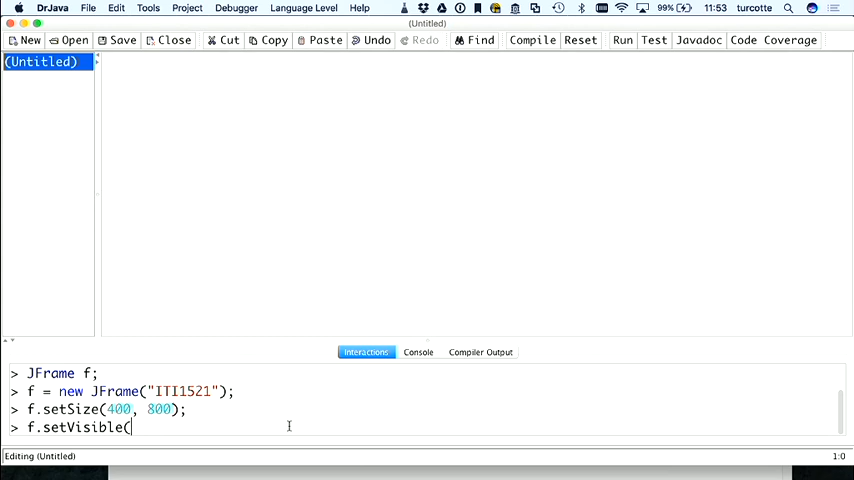 DrJava File Edit Tools Project Debugger Language Level Help 99% 11:53 turcotte
(Untitled)
New Open Save Close Cut Copy Paste Undo Redo Find Compile Reset Run Test Javadoc Code Coverage
(Untitled)
Interactions Console Compiler Output
> JFrame f;
> f = new JFrame("ITI1521");
> f.setSize(400, 800);
> f.setVisible(
Editing (Untitled) 1:0